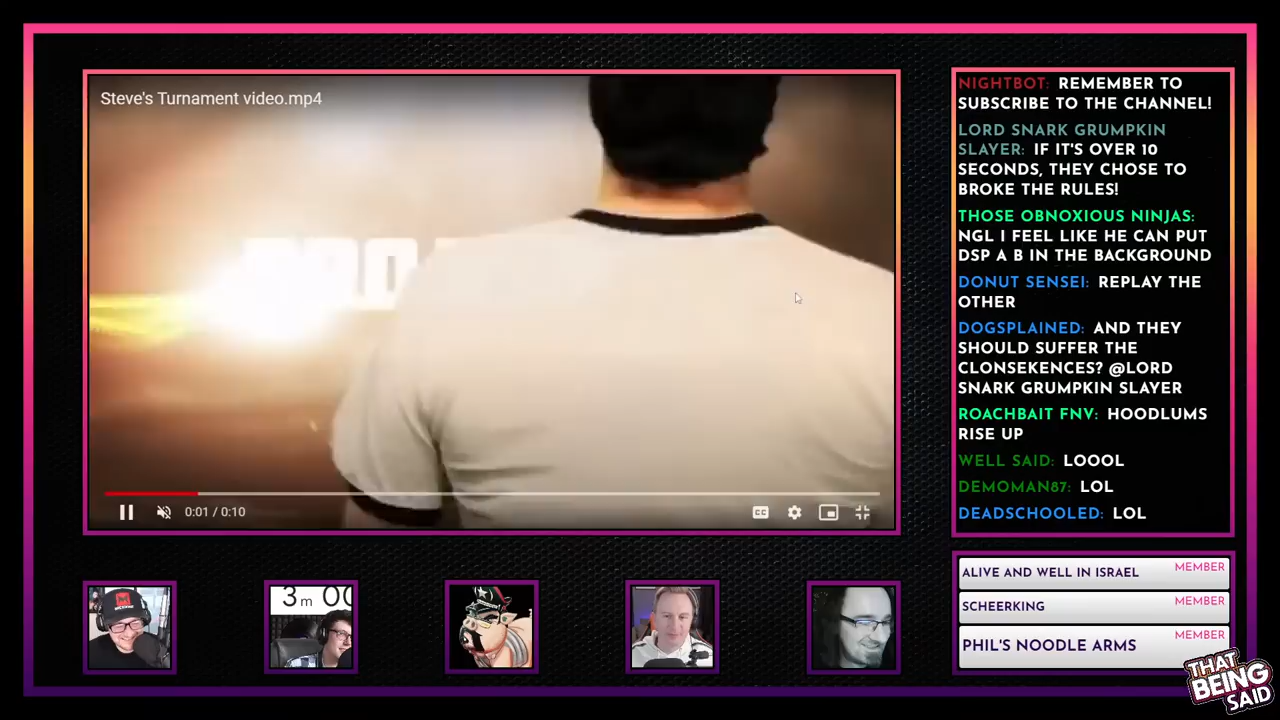 Steve's Turnament video.mp4
0:01 / 0:10
CC
NIGHTBOT: REMEMBER TO
SUBSCRIBE TO THE CHANNEL!
LORD SNARK GRUMPKIN
SLAYER: IF IT'S OVER 10
SECONDS, THEY CHOSE TO
BROKE THE RULES!
THOSE OBNOXIOUS NINJAS:
NGL I FEEL LIKE HE CAN PUT
DSP A B IN THE BACKGROUND
DONUT SENSEI: REPLAY THE
OTHER
DOGSPLAINED: AND THEY
SHOULD SUFFER THE
CLONSEKENCES? @LORD
SNARK GRUMPKIN SLAYER
ROACHBAIT FNV: HOODLUMS
RISE UP
WELL SAID: LOOOL
DEMOMAN87: LOL
DEADSCHOOLED: LOL
ALIVE AND WELL IN ISRAEL MEMBER
SCHEERKING MEMBER
PHIL'S NOODLE ARMS MEMBER
3 m 00
THAT
BEING
SAID